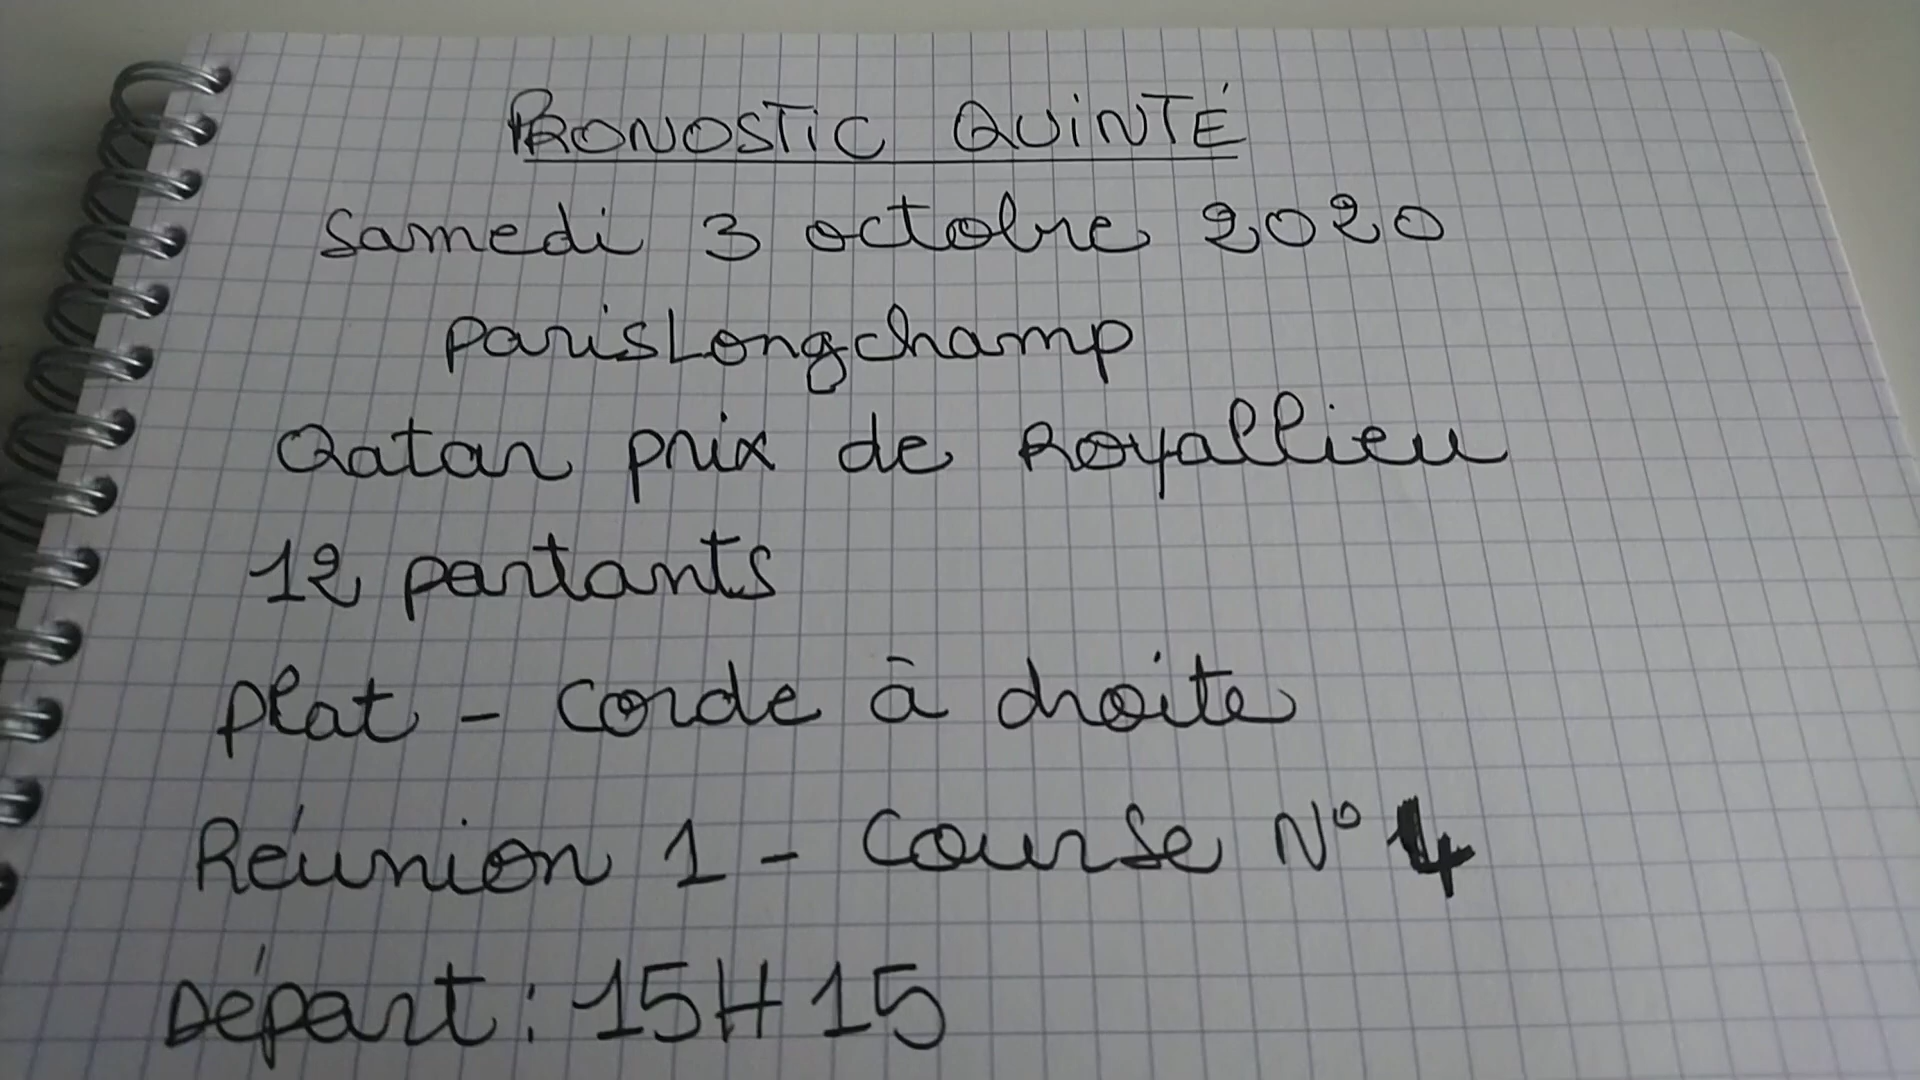 PRONOSTIC QUINTÉ
Samedi 3 octobre 2020
ParisLongchamp
Qatar prix de Royallieu
12 partants
Plat - Corde à droite
Réunion 1 - Course N° 4
Départ : 15H15